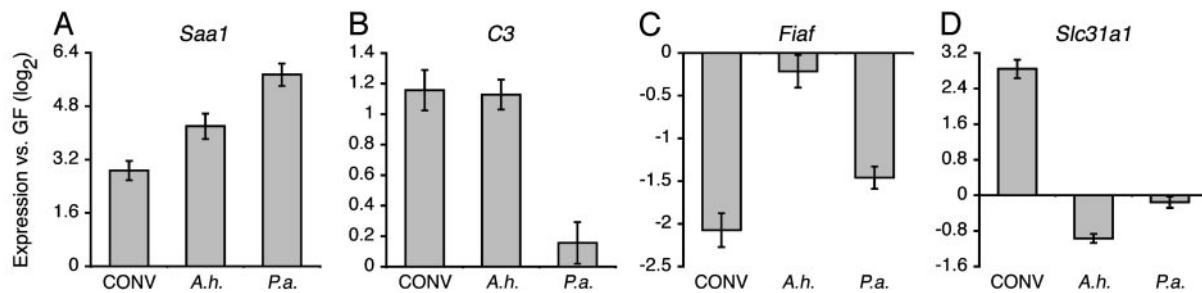 A Saa1
B C3
C Fiaf
D Slc31a1
Expression vs. GF (log2)
6.4
4.8
3.2
1.6
0
1.4
1.2
1
0.8
0.6
0.4
0.2
0
0
-0.5
-1
-1.5
-2
-2.5
3.2
2.4
1.6
0.8
0
-0.8
-1.6
CONV A.h. P.a.
CONV A.h. P.a.
CONV A.h. P.a.
CONV A.h. P.a.